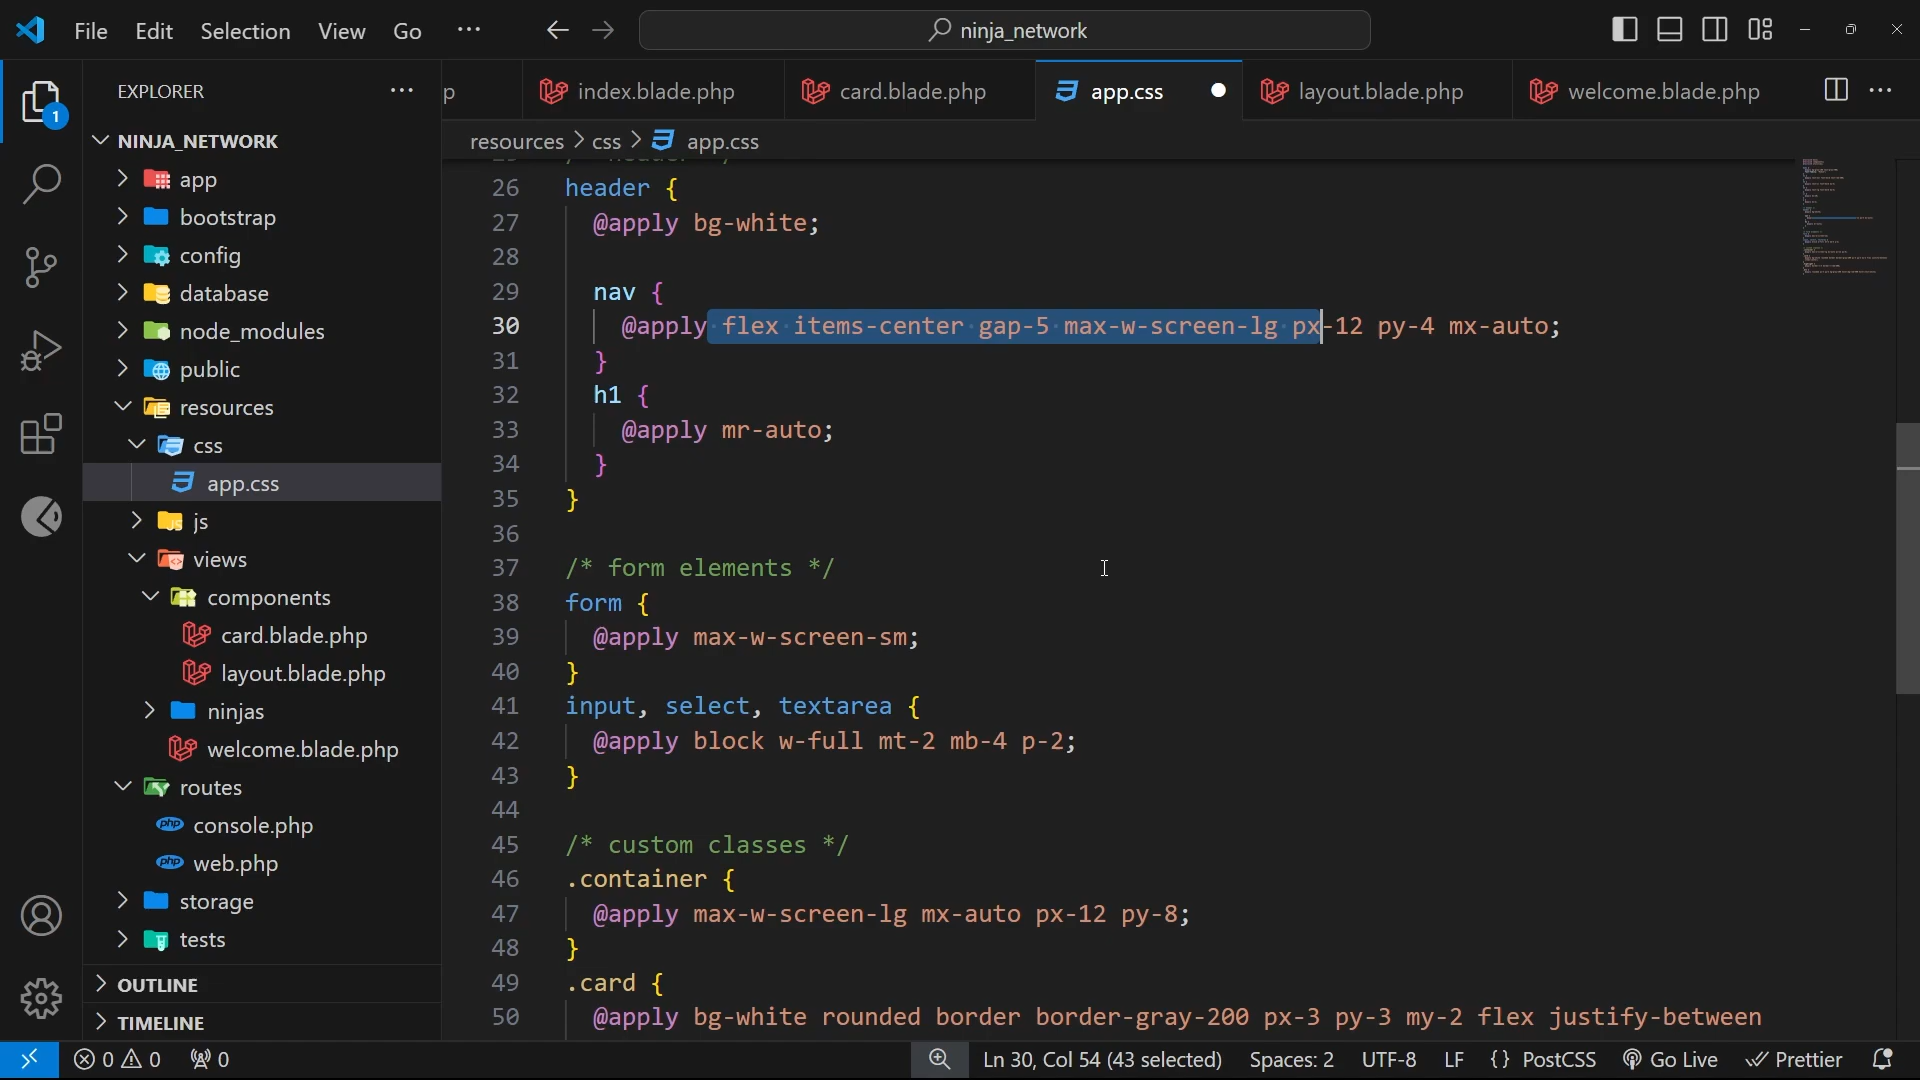 File Edit Selection View Go ···
ninja_network
EXPLORER
NINJA_NETWORK
app
bootstrap
config
database
node_modules
public
resources
css
app.css
js
views
components
card.blade.php
layout.blade.php
ninjas
welcome.blade.php
routes
console.php
web.php
storage
tests
OUTLINE
TIMELINE
1
p index.blade.php card.blade.php app.css layout.blade.php welcome.blade.php
resources > css > app.css
26 header {
27 @apply bg-white;
28
29 nav {
30 @apply flex items-center gap-5 max-w-screen-lg px-12 py-4 mx-auto;
31 }
32 h1 {
33 @apply mr-auto;
34 }
35 }
36
37 /* form elements */
38 form {
39 @apply max-w-screen-sm;
40 }
41 input, select, textarea {
42 @apply block w-full mt-2 mb-4 p-2;
43 }
44
45 /* custom classes */
46 .container {
47 @apply max-w-screen-lg mx-auto px-12 py-8;
48 }
49 .card {
50 @apply bg-white rounded border border-gray-200 px-3 py-3 my-2 flex justify-between
0 0 0 Ln 30, Col 54 (43 selected) Spaces: 2 UTF-8 LF {} PostCSS Go Live Prettier